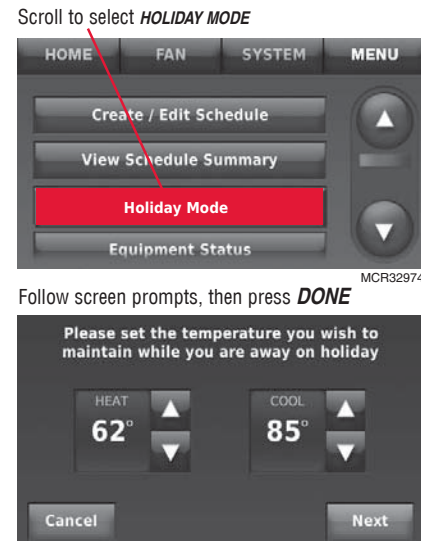 Scroll to select HOLIDAY MODE
HOME FAN SYSTEM MENU
Create / Edit Schedule
View Schedule Summary
Holiday Mode
Equipment Status
MCR32974
Follow screen prompts, then press DONE
Please set the temperature you wish to
maintain while you are away on holiday
HEAT COOL
62° 85°
Cancel Next